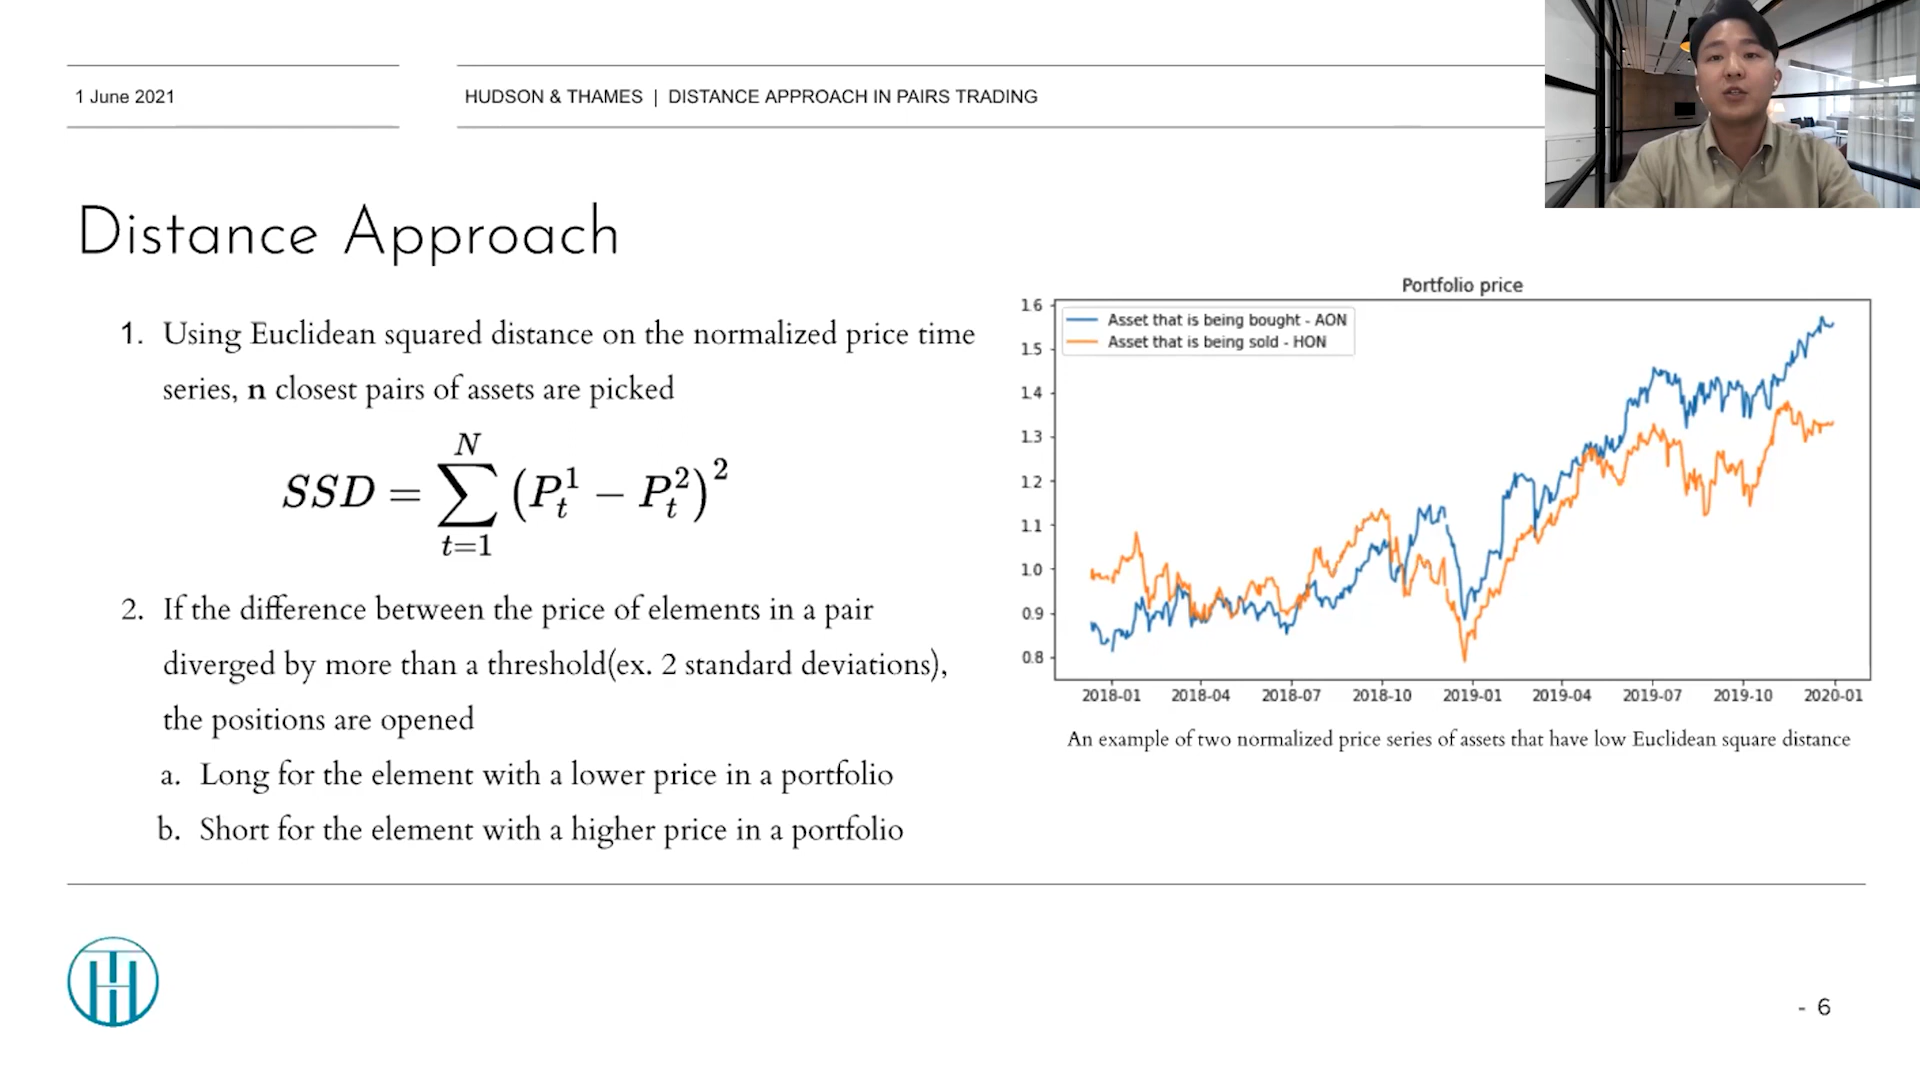 1 June 2021
HUDSON & THAMES | DISTANCE APPROACH IN PAIRS TRADING
Distance Approach
1. Using Euclidean squared distance on the normalized price time
series, n closest pairs of assets are picked
SSD = \sum_{t=1}^{N} (P_t^1 − P_t^2)^2
2. If the difference between the price of elements in a pair
diverged by more than a threshold(ex. 2 standard deviations),
the positions are opened
a. Long for the element with a lower price in a portfolio
b. Short for the element with a higher price in a portfolio
Portfolio price
Asset that is being bought - AON
Asset that is being sold - HON
1.6
1.5
1.4
1.3
1.2
1.1
1.0
0.9
0.8
2018-01 2018-04 2018-07 2018-10 2019-01 2019-04 2019-07 2019-10 2020-01
An example of two normalized price series of assets that have low Euclidean square distance
- 6